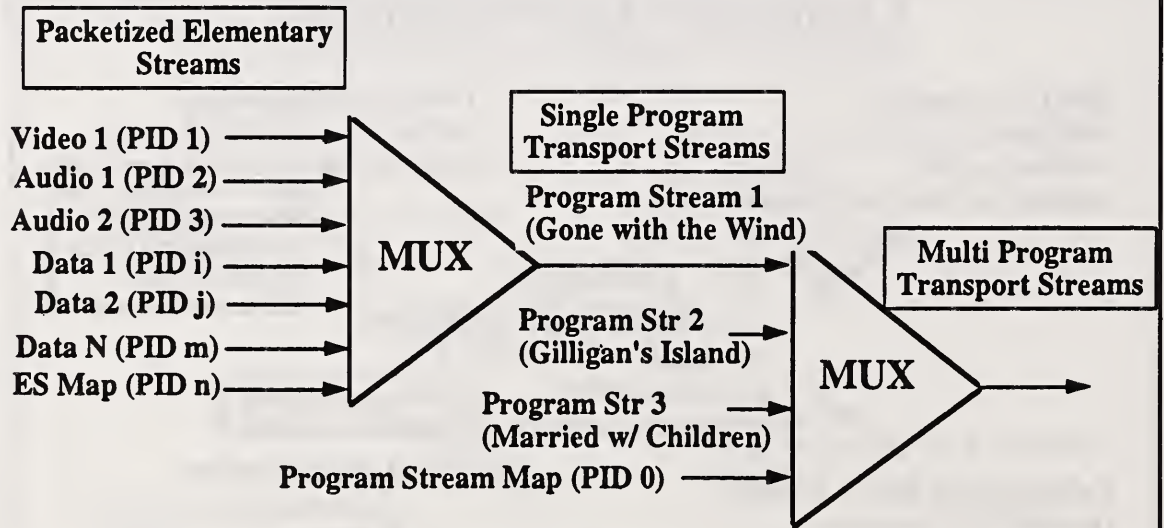 Packetized Elementary
Streams
Video 1 (PID 1)
Audio 1 (PID 2)
Audio 2 (PID 3)
Data 1 (PID i)
Data 2 (PID j)
Data N (PID m)
ES Map (PID n)
MUX
Single Program
Transport Streams
Program Stream 1
(Gone with the Wind)
Program Str 2
(Gilligan's Island)
Program Str 3
(Married w/ Children)
Program Stream Map (PID 0)
MUX
Multi Program
Transport Streams